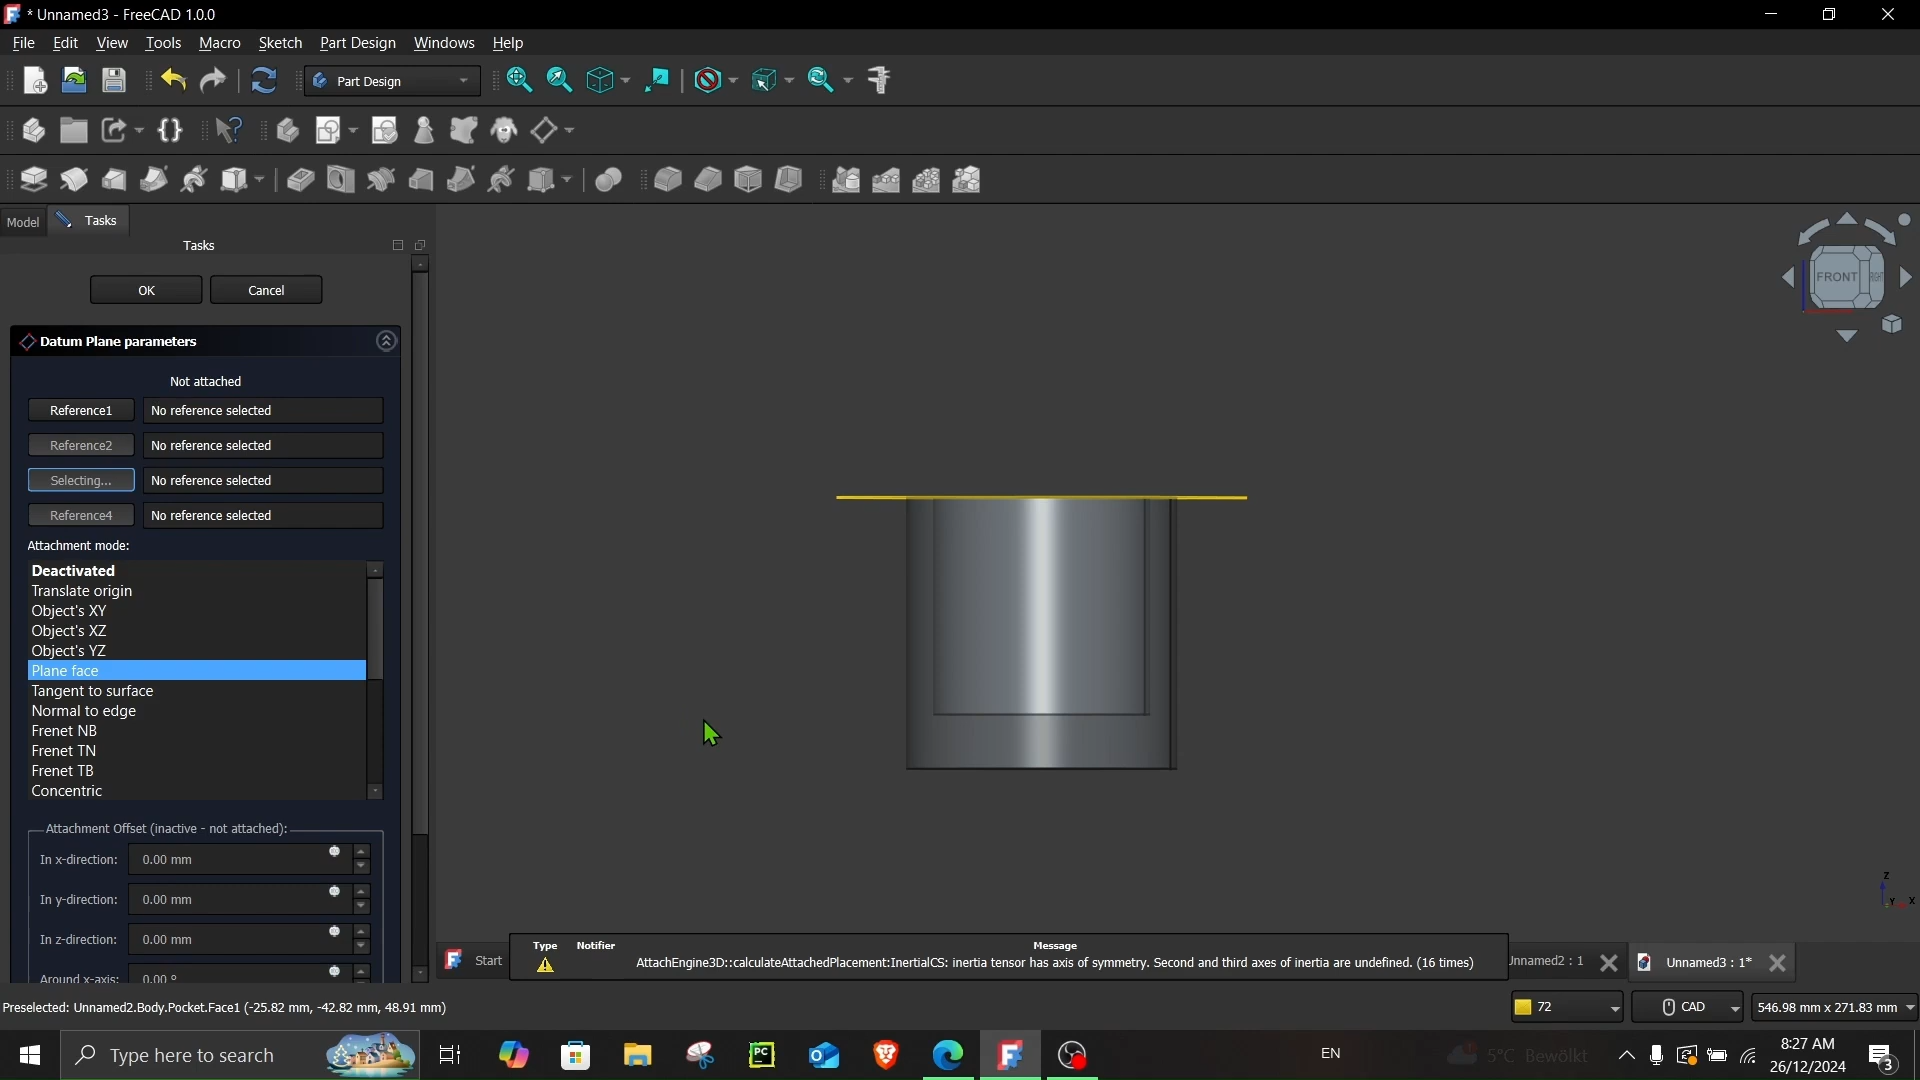 * Unnamed3 - FreeCAD 1.0.0
File Edit View Tools Macro Sketch Part Design Windows Help
Part Design
Model Tasks
Tasks
OK Cancel
Datum Plane parameters
Not attached
Reference1 No reference selected
Reference2 No reference selected
Selecting... No reference selected
Reference4 No reference selected
Attachment mode:
Deactivated
Translate origin
Object's XY
Object's XZ
Object's YZ
Plane face
Tangent to surface
Normal to edge
Frenet NB
Frenet TN
Frenet TB
Concentric
Attachment Offset (inactive - not attached):
In x-direction: 0.00 mm
In y-direction: 0.00 mm
In z-direction: 0.00 mm
Around x-axis: 0.00 °
FRONT RIGHT
Z
Y X
Start
Type Notifier Message
AttachEngine3D::calculateAttachedPlacement:InertialCS: inertia tensor has axis of symmetry. Second and third axes of inertia are undefined. (16 times)
Unnamed2 : 1
Unnamed3 : 1*
Preselected: Unnamed2.Body.Pocket.Face1 (-25.82 mm, -42.82 mm, 48.91 mm)
72 CAD 546.98 mm x 271.83 mm
Type here to search
PC
EN
5°C Bewölkt
8:27 AM
26/12/2024
3